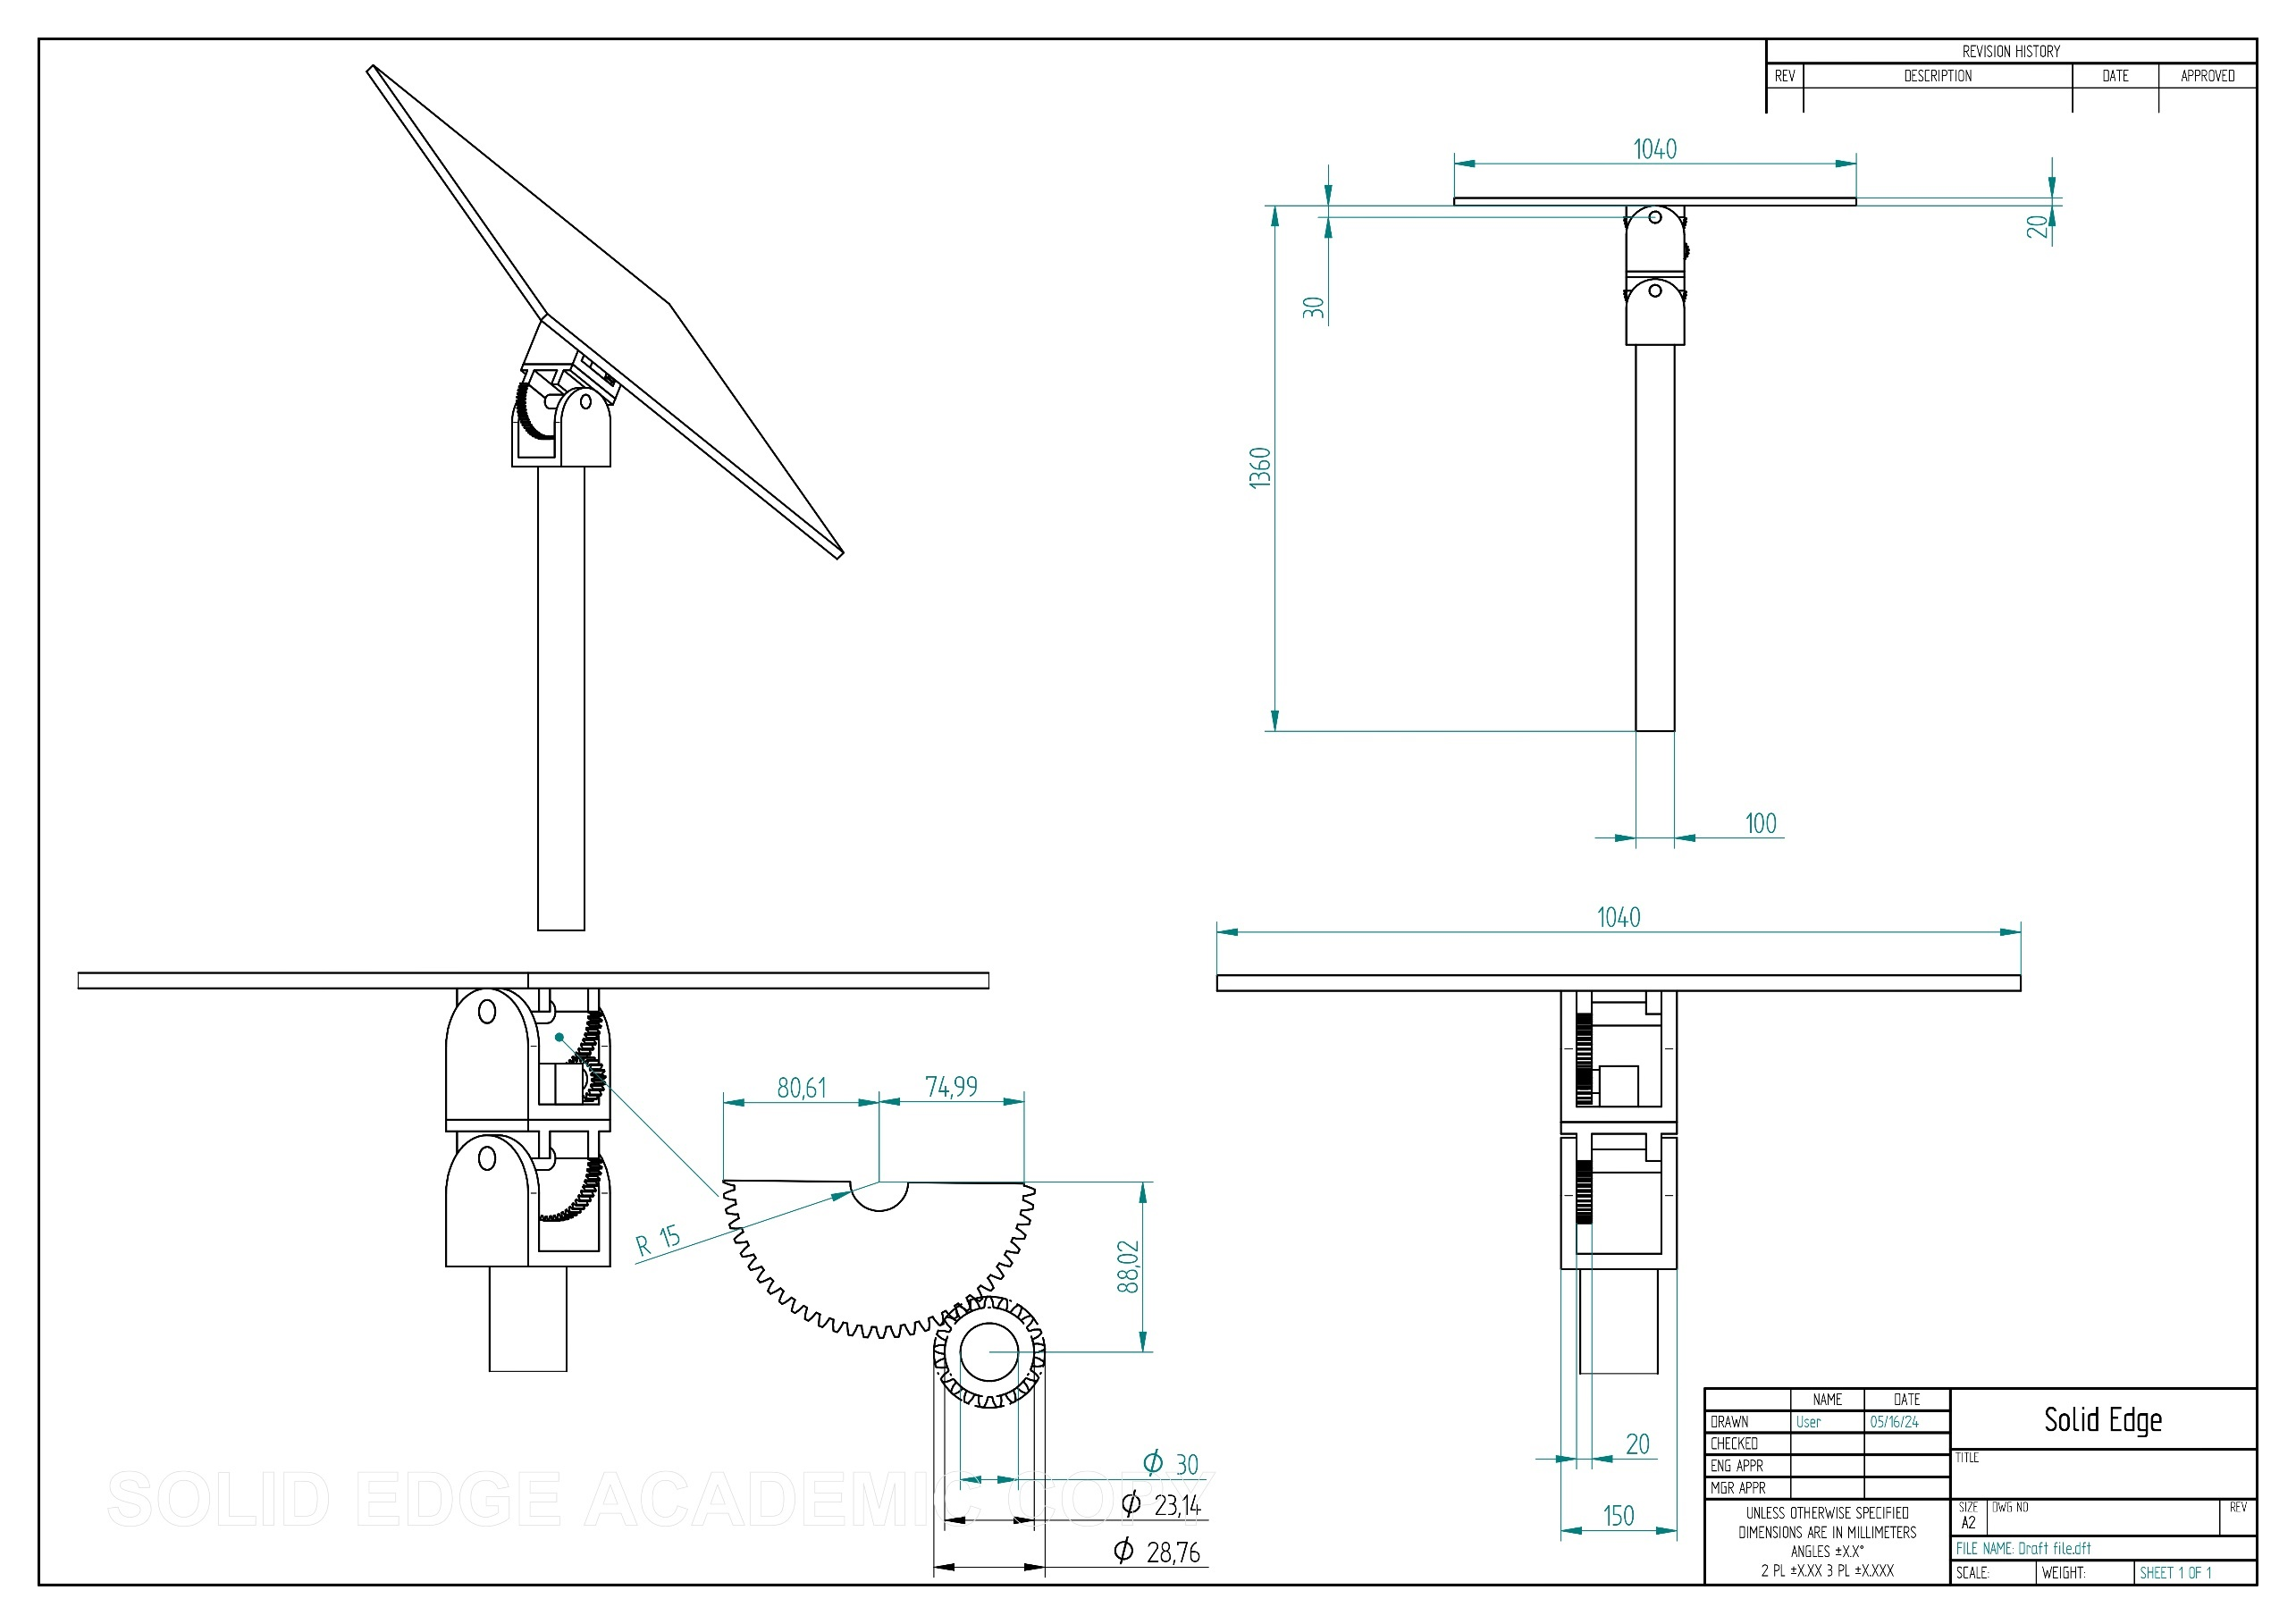 REVISION HISTORY
REV DESCRIPTION DATE APPROVED
1040
20
30
1360
100
1040
80,61 74,99
R 15
88,02
20
150
Φ 30
Φ 23,14
Φ 28,76
SOLID EDGE ACADEMIC COPY
NAME DATE
DRAWN User 05/16/24
CHECKED
ENG APPR
MGR APPR
UNLESS OTHERWISE SPECIFIED
DIMENSIONS ARE IN MILLIMETERS
ANGLES ±X.X°
2 PL ±X.XX 3 PL ±X.XXX
Solid Edge
TITLE
SIZE DWG NO REV
A2
FILE NAME: Draft file.dft
SCALE: WEIGHT: SHEET 1 OF 1